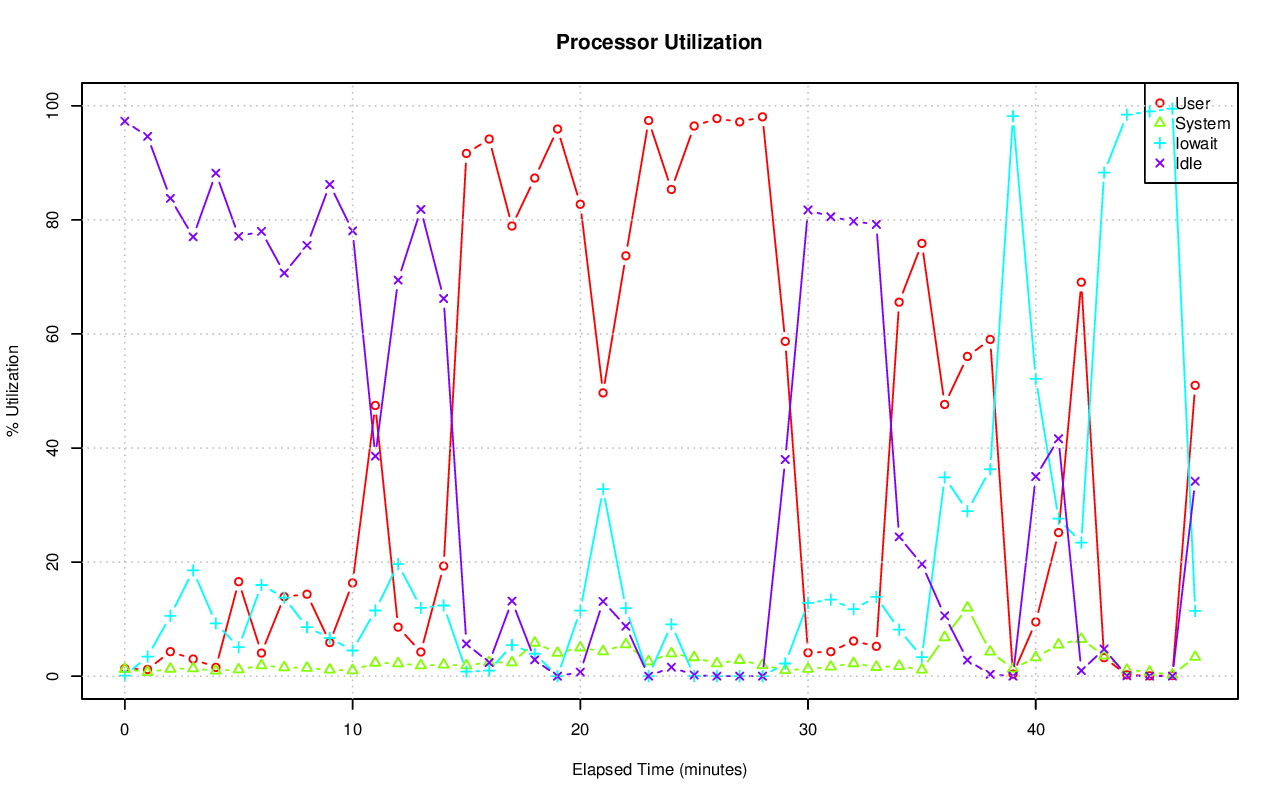 Processor Utilization
User
System
Iowait
Idle
% Utilization
100
80
60
40
20
0
0 10 20 30 40
Elapsed Time (minutes)